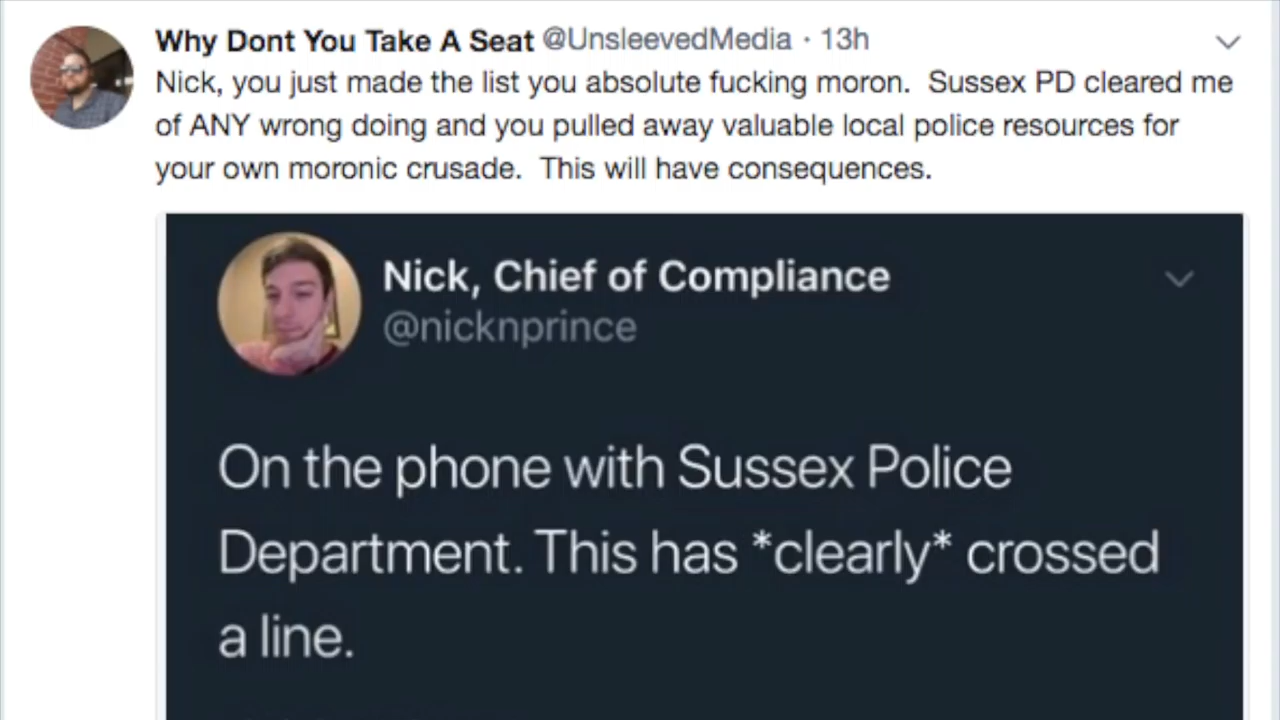 Why Dont You Take A Seat @UnsleevedMedia · 13h
Nick, you just made the list you absolute fucking moron.  Sussex PD cleared me
of ANY wrong doing and you pulled away valuable local police resources for
your own moronic crusade.  This will have consequences.
Nick, Chief of Compliance
@nicknprince
On the phone with Sussex Police
Department. This has *clearly* crossed
a line.